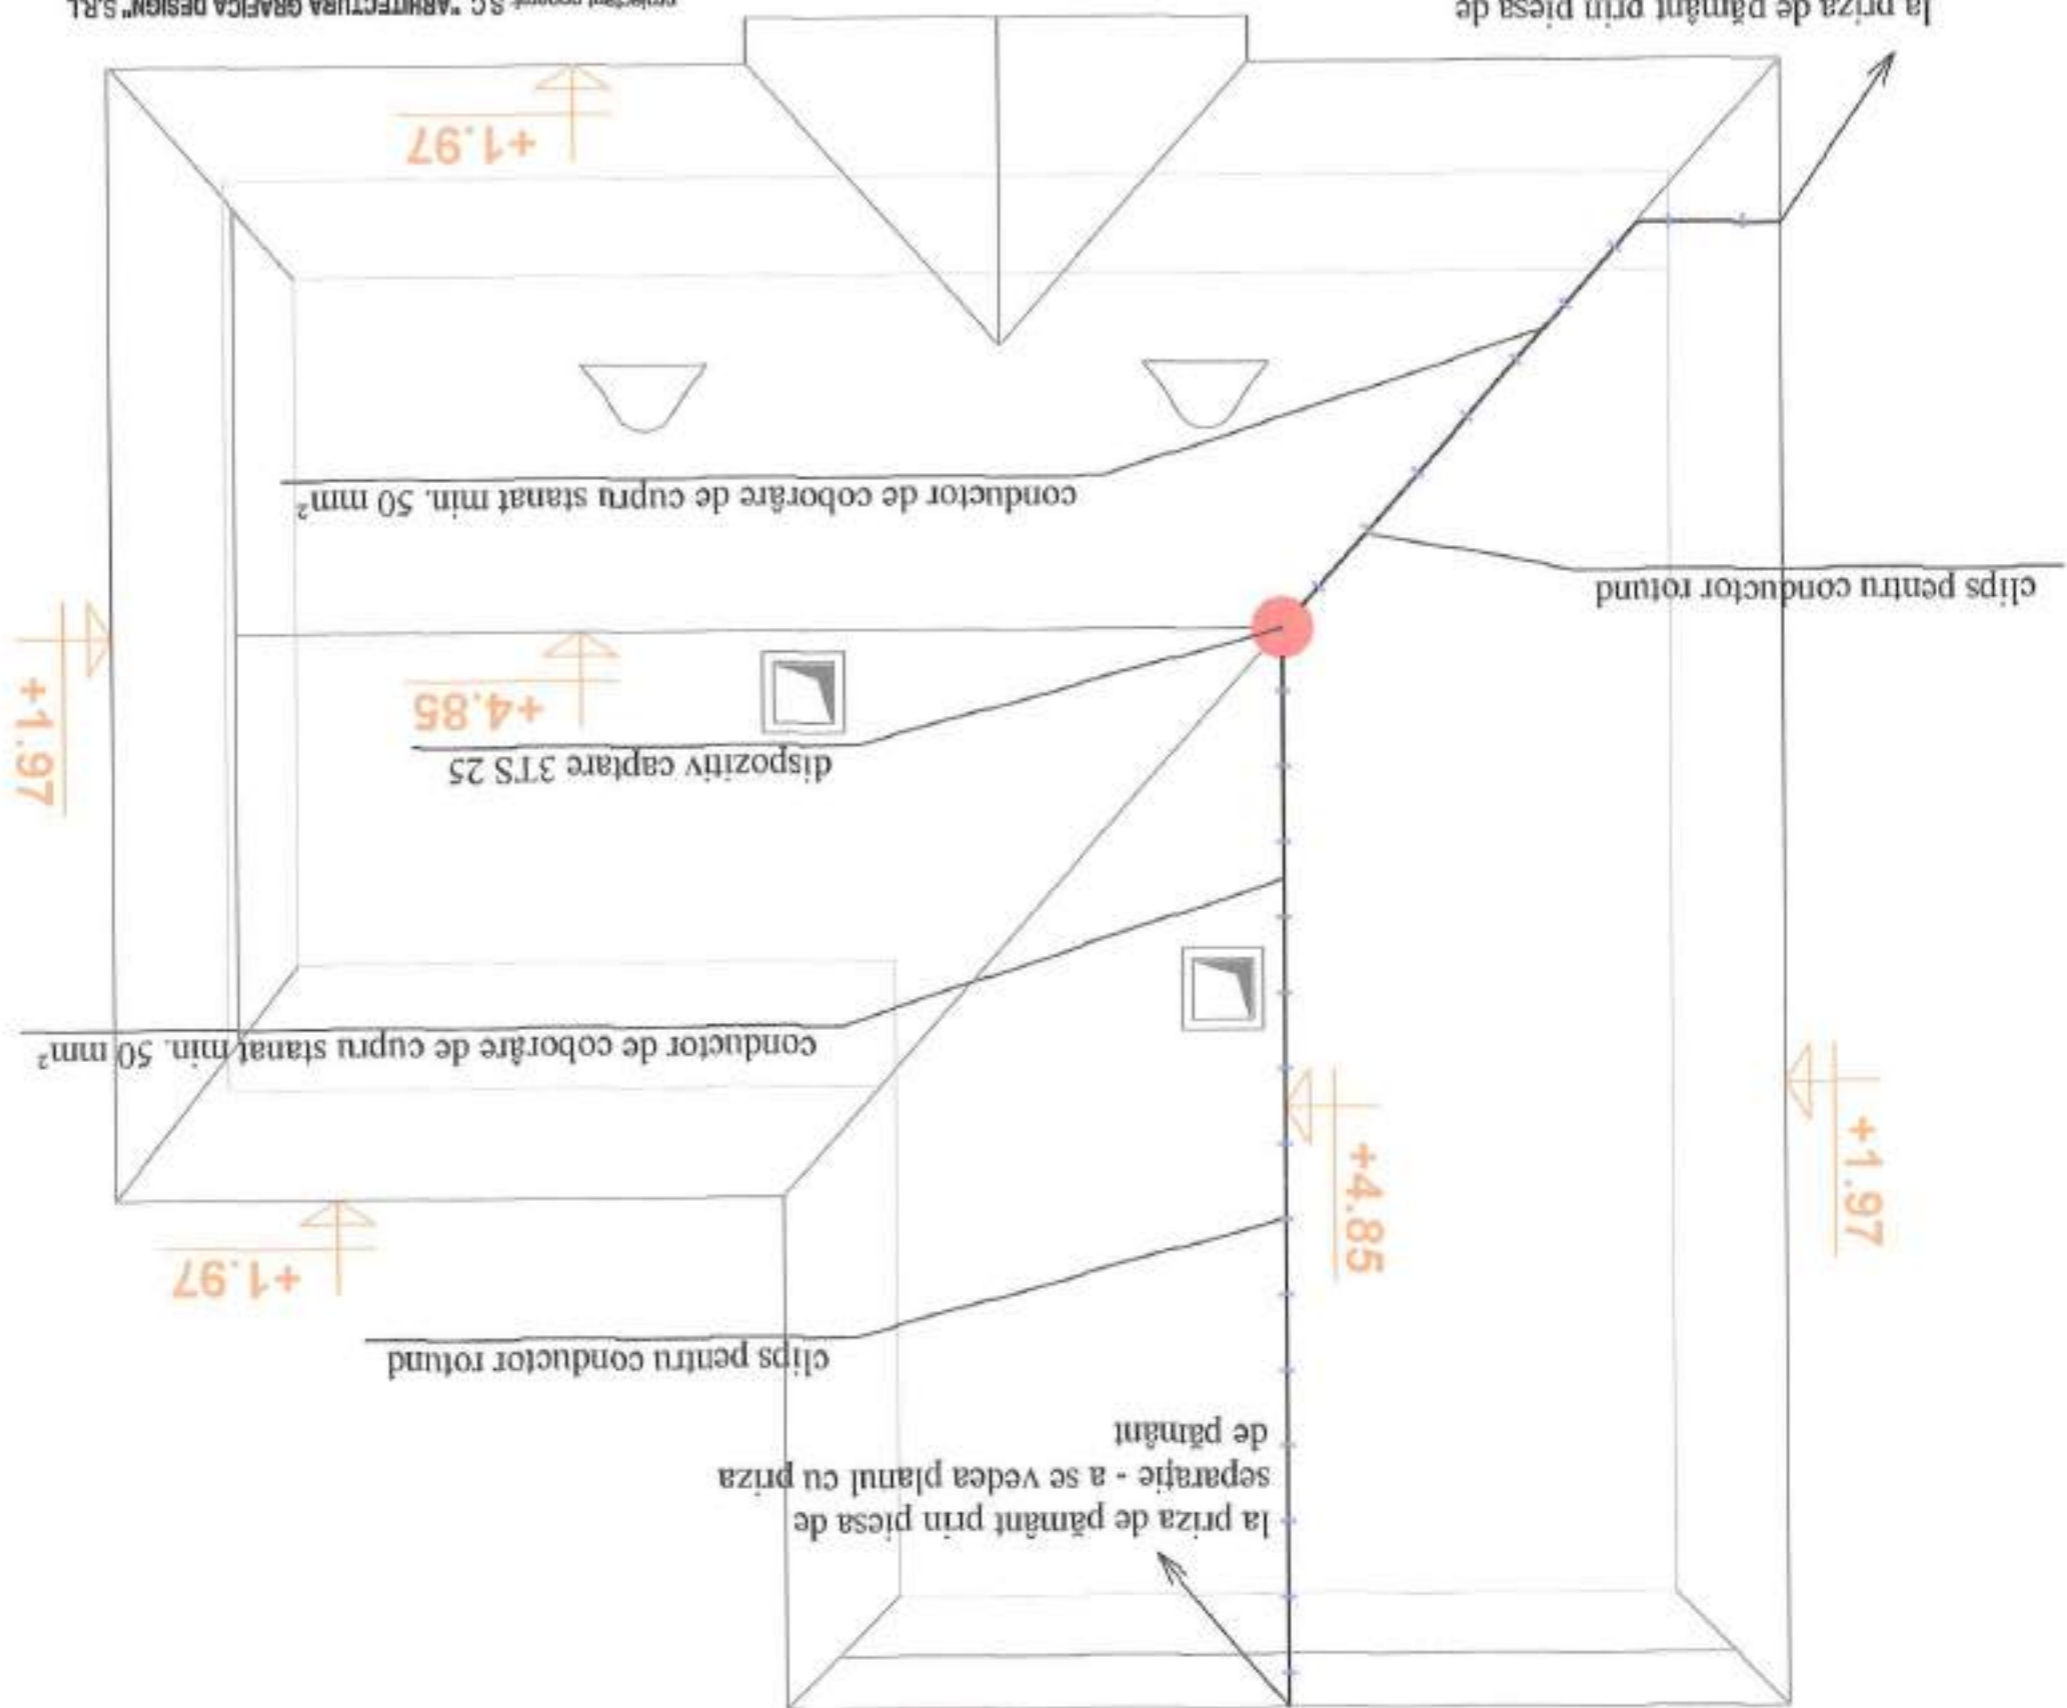 la priza de pământ prin piesa de
separație - a se vedea planul cu priza
de pământ
clips pentru conductor rotund
+1.97
+4.85
+1.97
conductor de coborâre de cupru stanat min. 50 mm²
dispozitiv captare 3TS 25
+4.85
+1.97
clips pentru conductor rotund
conductor de coborâre de cupru stanat min. 50 mm²
+1.97
la priza de pământ prin piesa de
S.C. "ARHITECTURA GRAFICA DESIGN" S.R.L